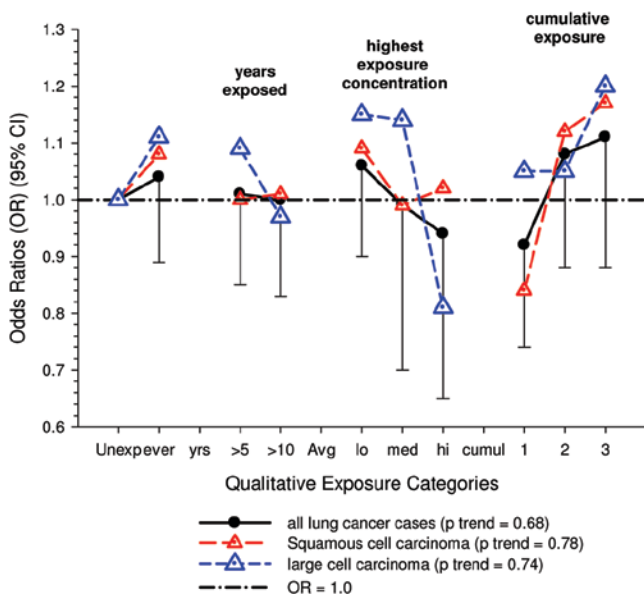 cumulative
exposure
highest
exposure
concentration
years
exposed
Odds Ratios (OR) (95% CI)
1.3
1.2
1.1
1.0
0.9
0.8
0.7
0.6
Unexpever yrs >5 >10 Avg lo med hi cumul 1 2 3
Qualitative Exposure Categories
all lung cancer cases (p trend = 0.68)
Squamous cell carcinoma (p trend = 0.78)
large cell carcinoma (p trend = 0.74)
OR = 1.0